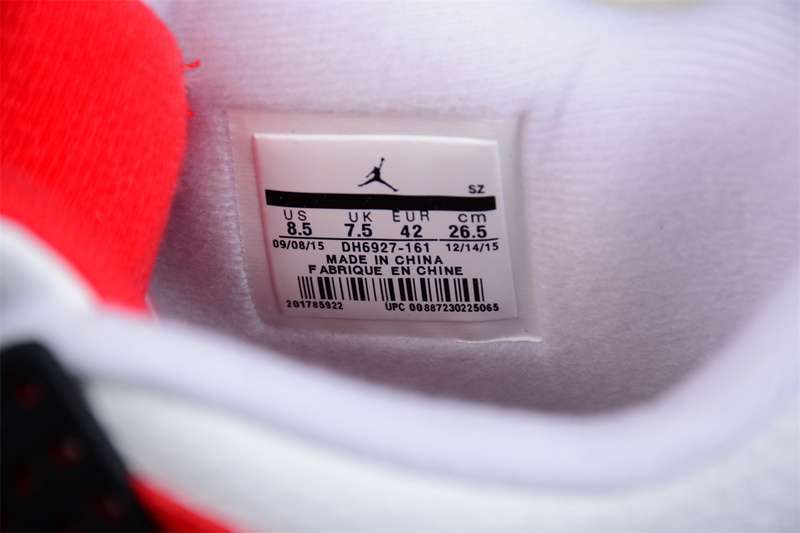 SZ
US UK EUR cm
8.5 7.5 42 26.5
09/08/15 DH6927-161 12/14/15
MADE IN CHINA
FABRIQUE EN CHINE
201785922 UPC 00887230225065